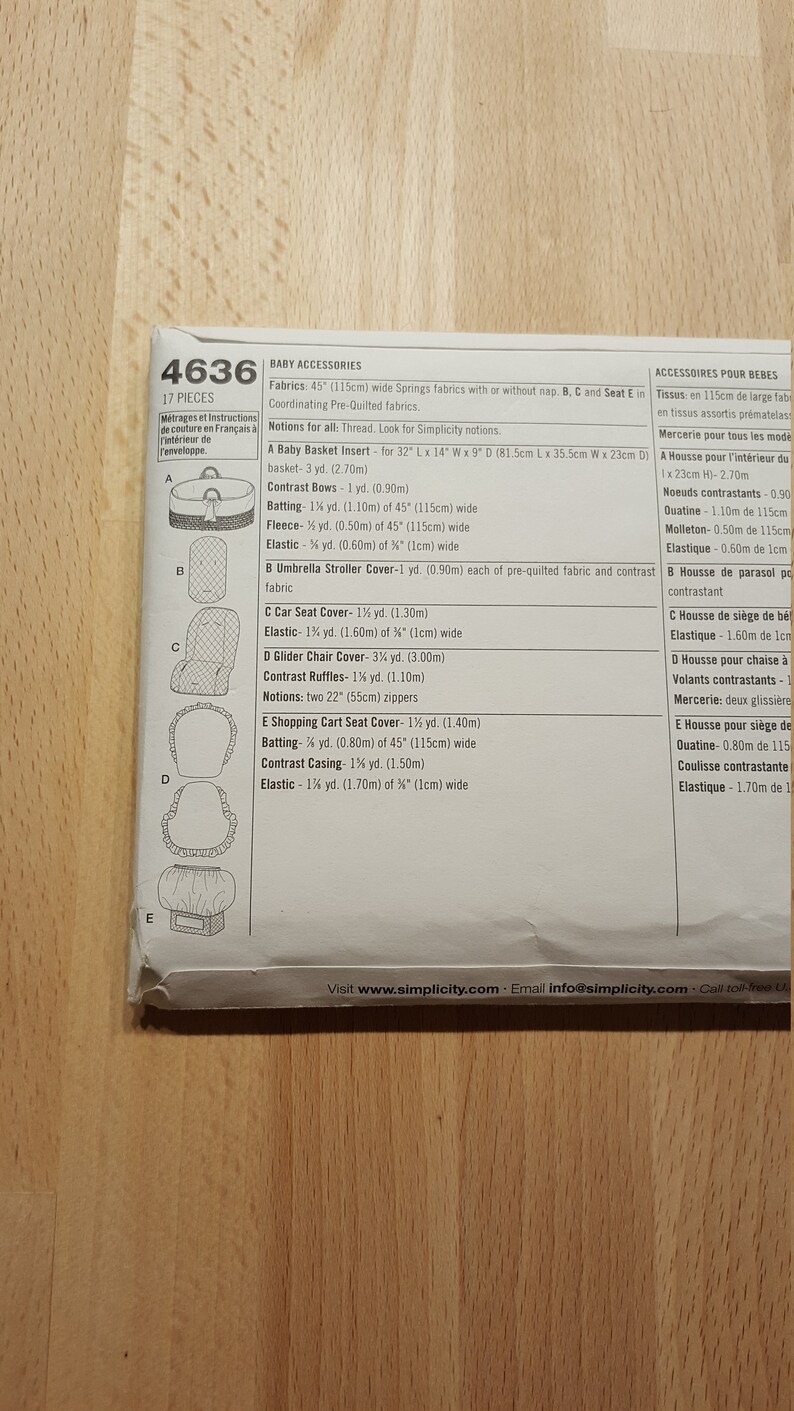 4636
17 PIECES
Métrages et Instructions
de couture en Français à
l'intérieur de
l'enveloppe.
A
B
C
D
E
BABY ACCESSORIES
Fabrics: 45" (115cm) wide Springs fabrics with or without nap. B, C and Seat E in
Coordinating Pre-Quilted fabrics.
Notions for all: Thread. Look for Simplicity notions.
A Baby Basket Insert - for 32" L x 14" W x 9" D (81.5cm L x 35.5cm W x 23cm D)
basket- 3 yd. (2.70m)
Contrast Bows - 1 yd. (0.90m)
Batting- 1⅛ yd. (1.10m) of 45" (115cm) wide
Fleece- ½ yd. (0.50m) of 45" (115cm) wide
Elastic - ⅝ yd. (0.60m) of ⅜" (1cm) wide
B Umbrella Stroller Cover-1 yd. (0.90m) each of pre-quilted fabric and contrast
fabric
C Car Seat Cover- 1½ yd. (1.30m)
Elastic- 1¾ yd. (1.60m) of ⅜" (1cm) wide
D Glider Chair Cover- 3¼ yd. (3.00m)
Contrast Ruffles- 1⅛ yd. (1.10m)
Notions: two 22" (55cm) zippers
E Shopping Cart Seat Cover- 1½ yd. (1.40m)
Batting- ⅞ yd. (0.80m) of 45" (115cm) wide
Contrast Casing- 1⅝ yd. (1.50m)
Elastic - 1⅞ yd. (1.70m) of ⅜" (1cm) wide
ACCESSOIRES POUR BEBES
Tissus: en 115cm de large
en tissus assortis
Mercerie pour tous les
A Housse pour l'intérieur du
l x 23cm H)- 2.70m
Noeuds contrastants - 0.90
Ouatine - 1.10m de 115cm
Molleton- 0.50m de 115cm
Elastique - 0.60m de 1cm
B Housse de parasol
contrastant
C Housse de siège de
Elastique - 1.60m de
D Housse pour chaise à
Volants contrastants -
Mercerie: deux
E Housse pour siège de
Ouatine- 0.80m de
Coulisse contrastante
Elastique - 1.70m de
Visit www.simplicity.com · Email info@simplicity.com · Call toll-free U.